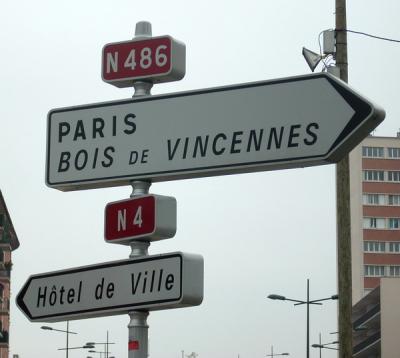 N 486
PARIS
BOIS DE VINCENNES
N 4
Hôtel de Ville